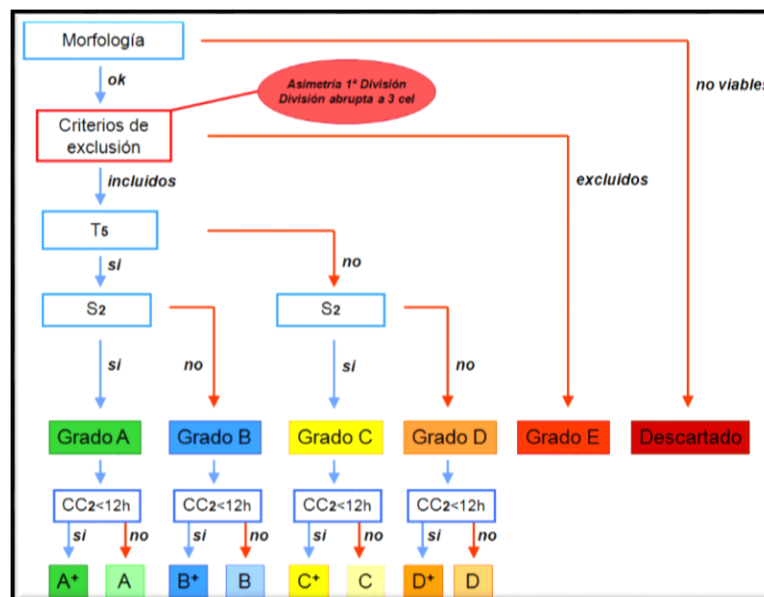 Morfología
ok
Asimetría 1ª División
División abrupta a 3 cel
no viables
Criterios de
exclusión
incluidos
excluidos
T5
si
no
S2
S2
si
no
si
no
Grado A
Grado B
Grado C
Grado D
Grado E
Descartado
CC2<12h
CC2<12h
CC2<12h
CC2<12h
si
no
si
no
si
no
si
no
A+
A
B+
B
C+
C
D+
D